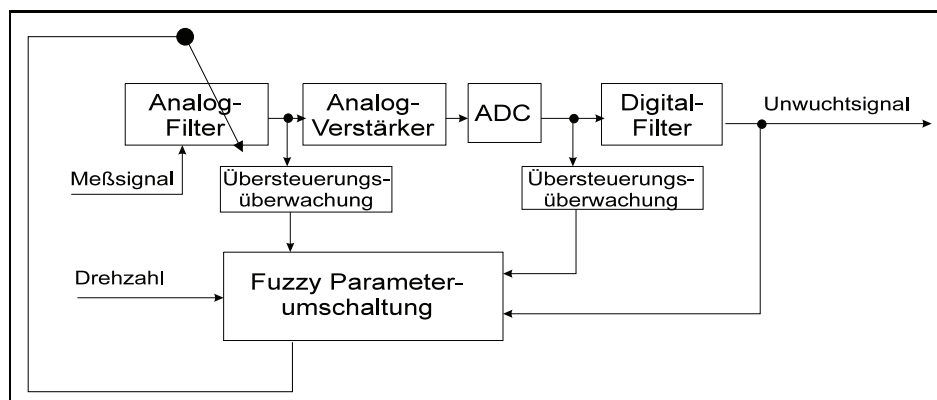 Analog-
Filter
Analog-
Verstärker
ADC
Digital-
Filter
Unwuchtsignal
Meßsignal
Übersteuerungs-
überwachung
Übersteuerungs-
überwachung
Drehzahl
Fuzzy Parameter-
umschaltung